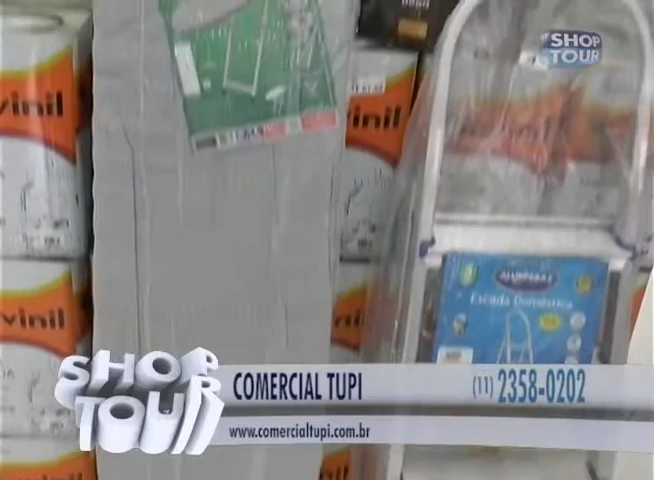 SHOP
TOUR
vinil
vinil
vinil
vinil
Escada Doméstica
SHOP
TOUR
COMERCIAL TUPI
(11) 2358-0202
www.comercialtupi.com.br